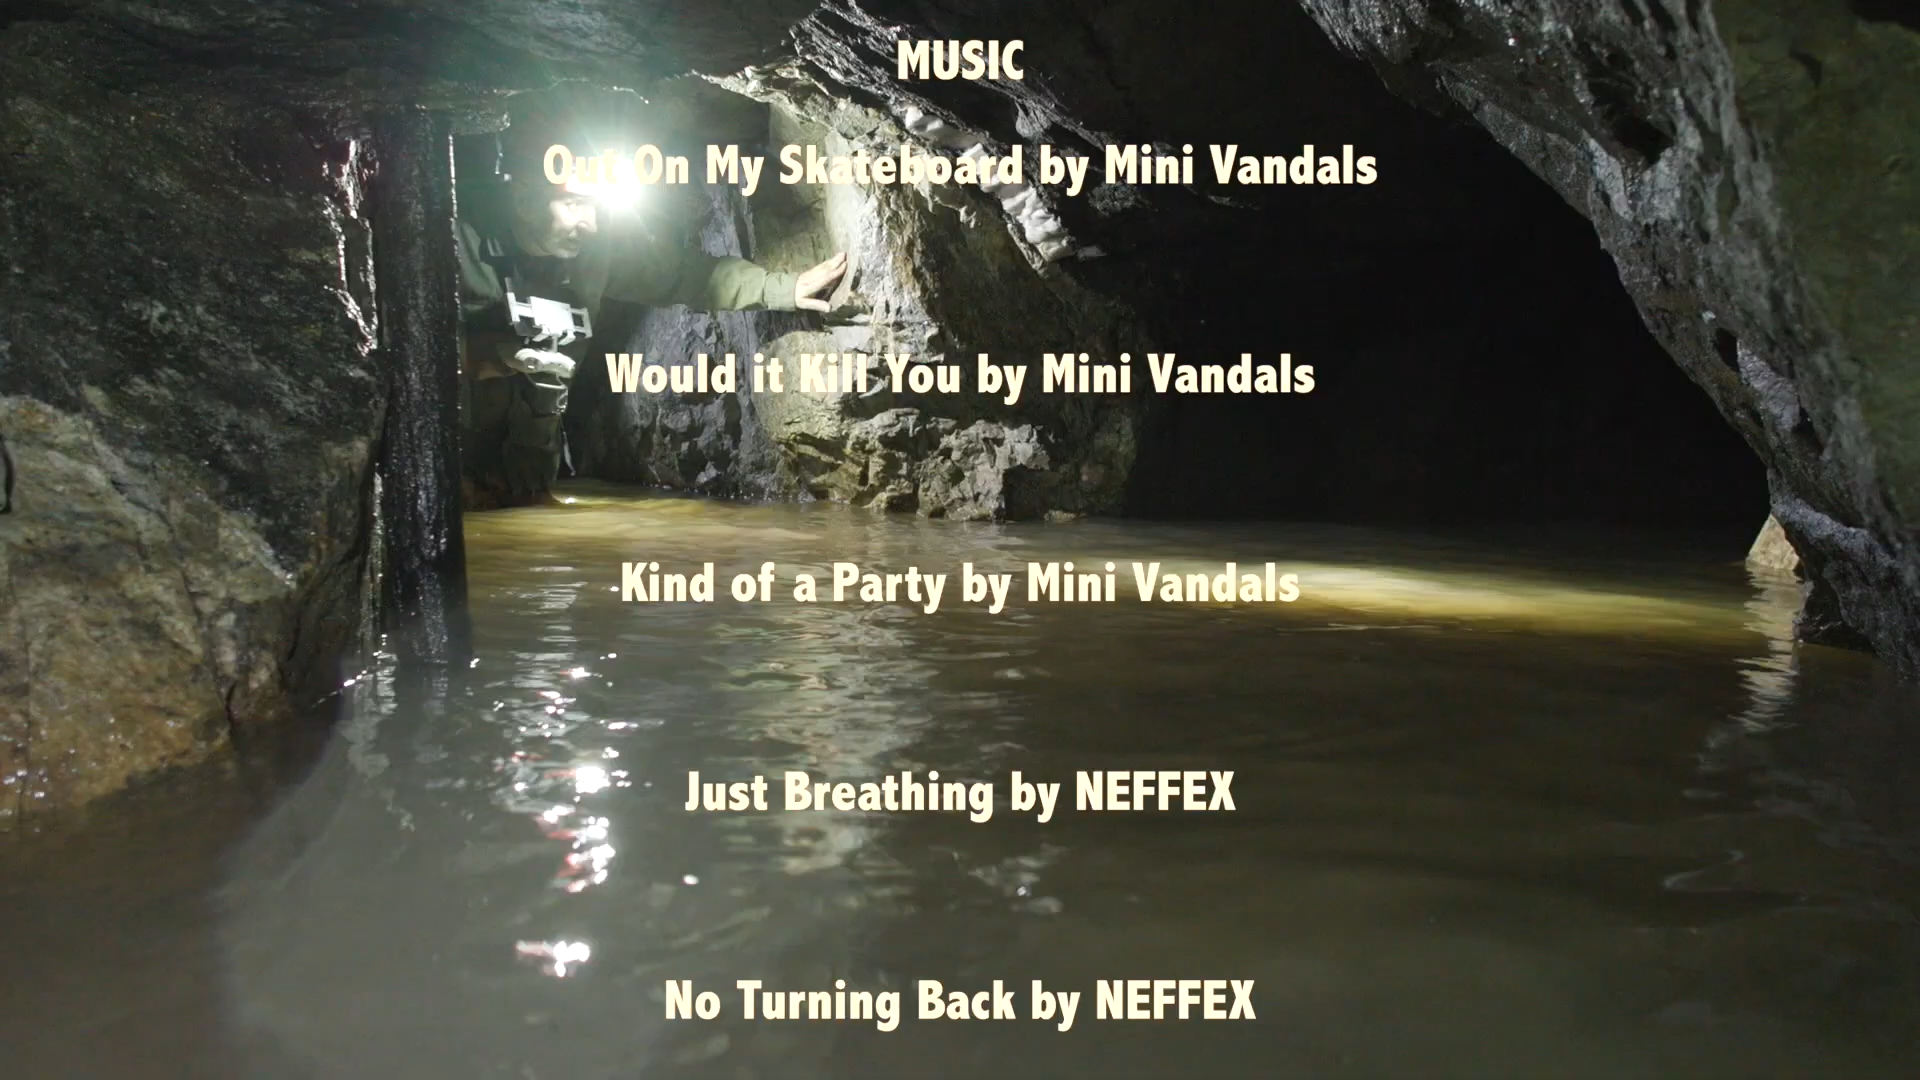 MUSIC
Out On My Skateboard by Mini Vandals
Would it Kill You by Mini Vandals
Kind of a Party by Mini Vandals
Just Breathing by NEFFEX
No Turning Back by NEFFEX